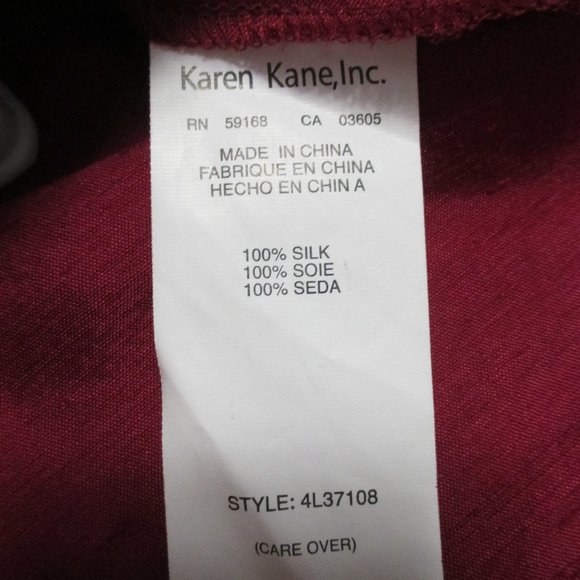 Karen Kane,Inc.
RN 59168 CA 03605
MADE IN CHINA
FABRIQUE EN CHINA
HECHO EN CHIN A
100% SILK
100% SOIE
100% SEDA
STYLE: 4L37108
(CARE OVER)